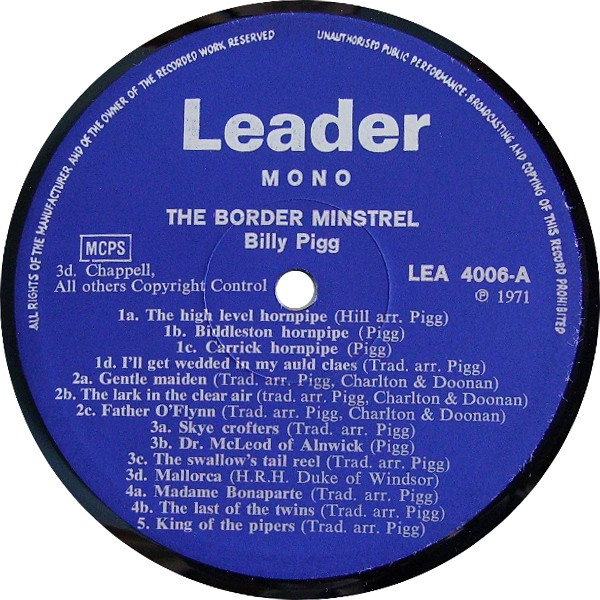 ALL RIGHTS OF THE MANUFACTURER AND OF THE OWNER OF THE RECORDED WORK RESERVED
UNAUTHORISED PUBLIC PERFORMANCE, BROADCASTING AND COPYING OF THIS RECORD PROHIBITED
Leader
MONO
THE BORDER MINSTREL
Billy Pigg
MCPS
3d. Chappell,
All others Copyright Control
LEA 4006-A
℗ 1971
1a. The high level hornpipe (Hill arr. Pigg)
1b. Biddleston hornpipe (Pigg)
1c. Carrick hornpipe (Pigg)
1d. I'll get wedded in my auld claes (Trad. arr. Pigg)
2a. Gentle maiden (Trad. arr. Pigg, Charlton & Doonan)
2b. The lark in the clear air (trad. arr. Pigg, Charlton & Doonan)
2c. Father O'Flynn (Trad. arr. Pigg, Charlton & Doonan)
3a. Skye crofters (Trad. arr. Pigg)
3b. Dr. McLeod of Alnwick (Pigg)
3c. The swallow's tail reel (Trad. arr. Pigg)
3d. Mallorca (H.R.H. Duke of Windsor)
4a. Madame Bonaparte (Trad. arr. Pigg)
4b. The last of the twins (Trad. arr. Pigg)
5. King of the pipers (Trad. arr. Pigg)